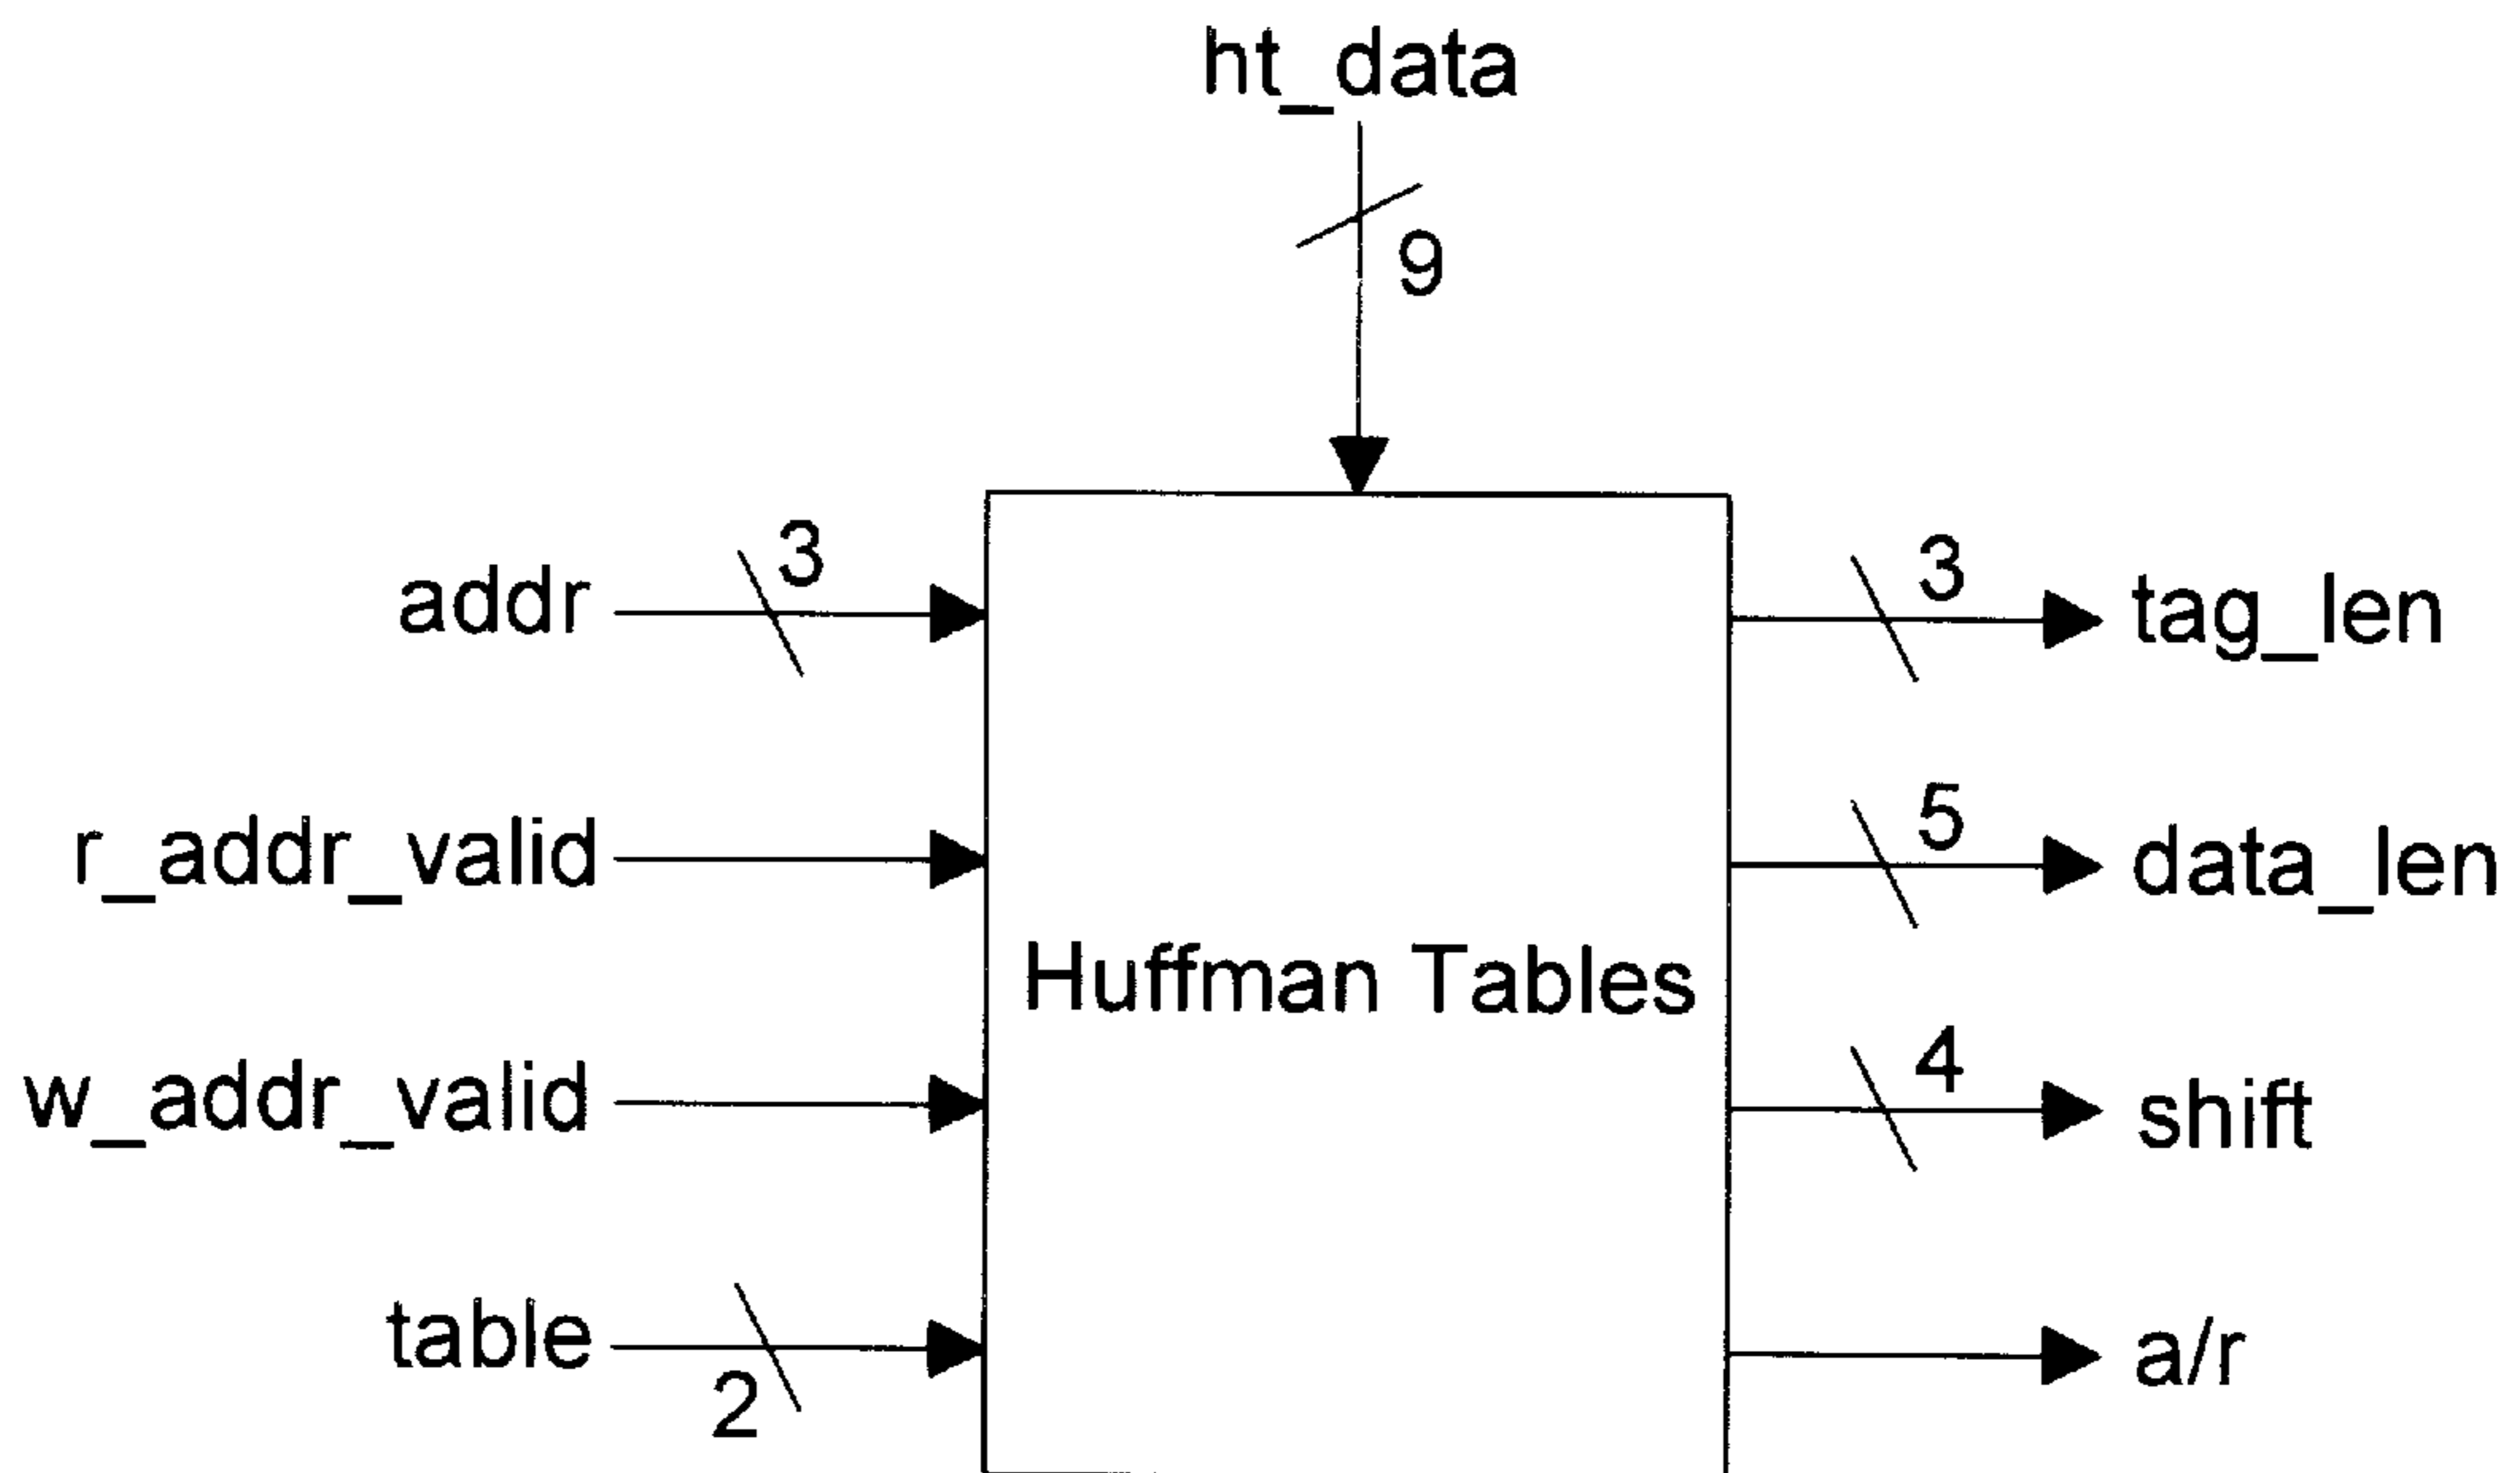 ht_data
9
addr
3
3
tag_len
r_addr_valid
5
data_len
Huffman Tables
w_addr_valid
4
shift
table
2
a/r